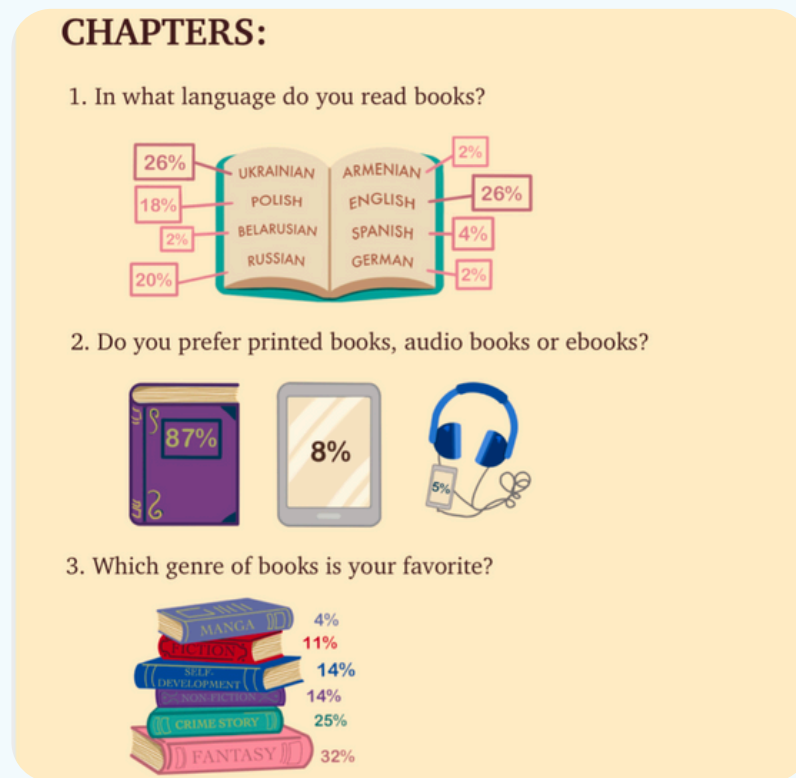 CHAPTERS:
1. In what language do you read books?
26%
UKRAINIAN
ARMENIAN
2%
18%
POLISH
ENGLISH
26%
2%
BELARUSIAN
SPANISH
4%
20%
RUSSIAN
GERMAN
2%
2. Do you prefer printed books, audio books or ebooks?
87%
8%
5%
3. Which genre of books is your favorite?
MANGA
4%
FICTION
11%
SELF-
DEVELOPMENT
14%
NON-FICTION
14%
CRIME STORY
25%
FANTASY
32%